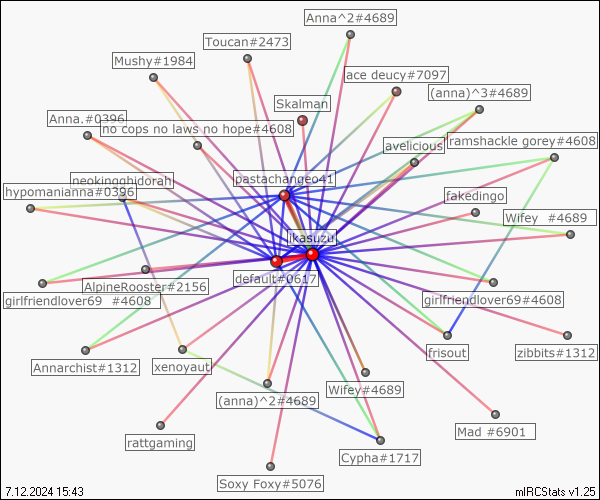 Anna^2#4689
Toucan#2473
Mushy#1984
ace deucy#7097
(anna)^3#4689
Skalman
Anna.#0396
no cops no laws no hope#4608
avelicious
ramshackle gorey#4608
pastachangeo41
neokingghidorah
hypomanianna#0396
fakedingo
Wifey  #4689
ikasuzu
default#0617
AlpineRooster#2156
girlfriendlover69  #4608
girlfriendlover69#4608
Annarchist#1312
xenoyaut
frisout
zibbits#1312
(anna)^2#4689
Wifey#4689
Mad #6901
rattgaming
Cypha#1717
Soxy Foxy#5076
7.12.2024 15:43
mIRCStats v1.25